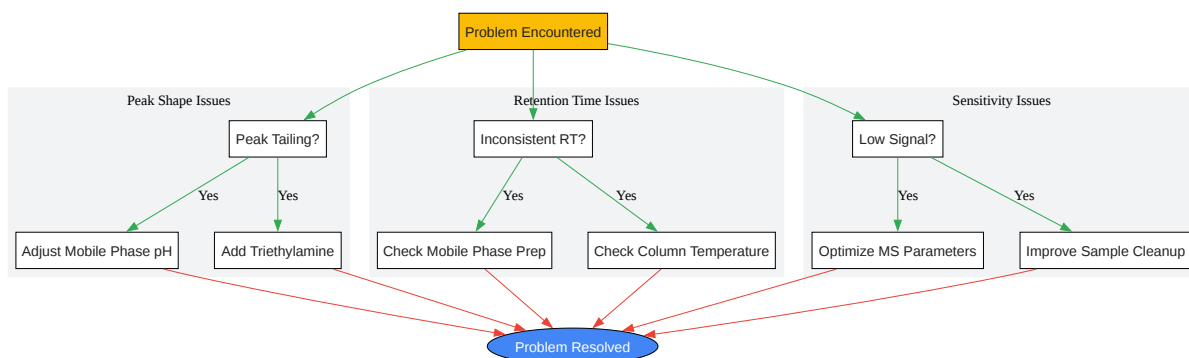 Problem Encountered
Peak Shape Issues
Retention Time Issues
Sensitivity Issues
Peak Tailing?
Inconsistent RT?
Low Signal?
Yes
Yes
Yes
Yes
Yes
Yes
Adjust Mobile Phase pH
Add Triethylamine
Check Mobile Phase Prep
Check Column Temperature
Optimize MS Parameters
Improve Sample Cleanup
Problem Resolved